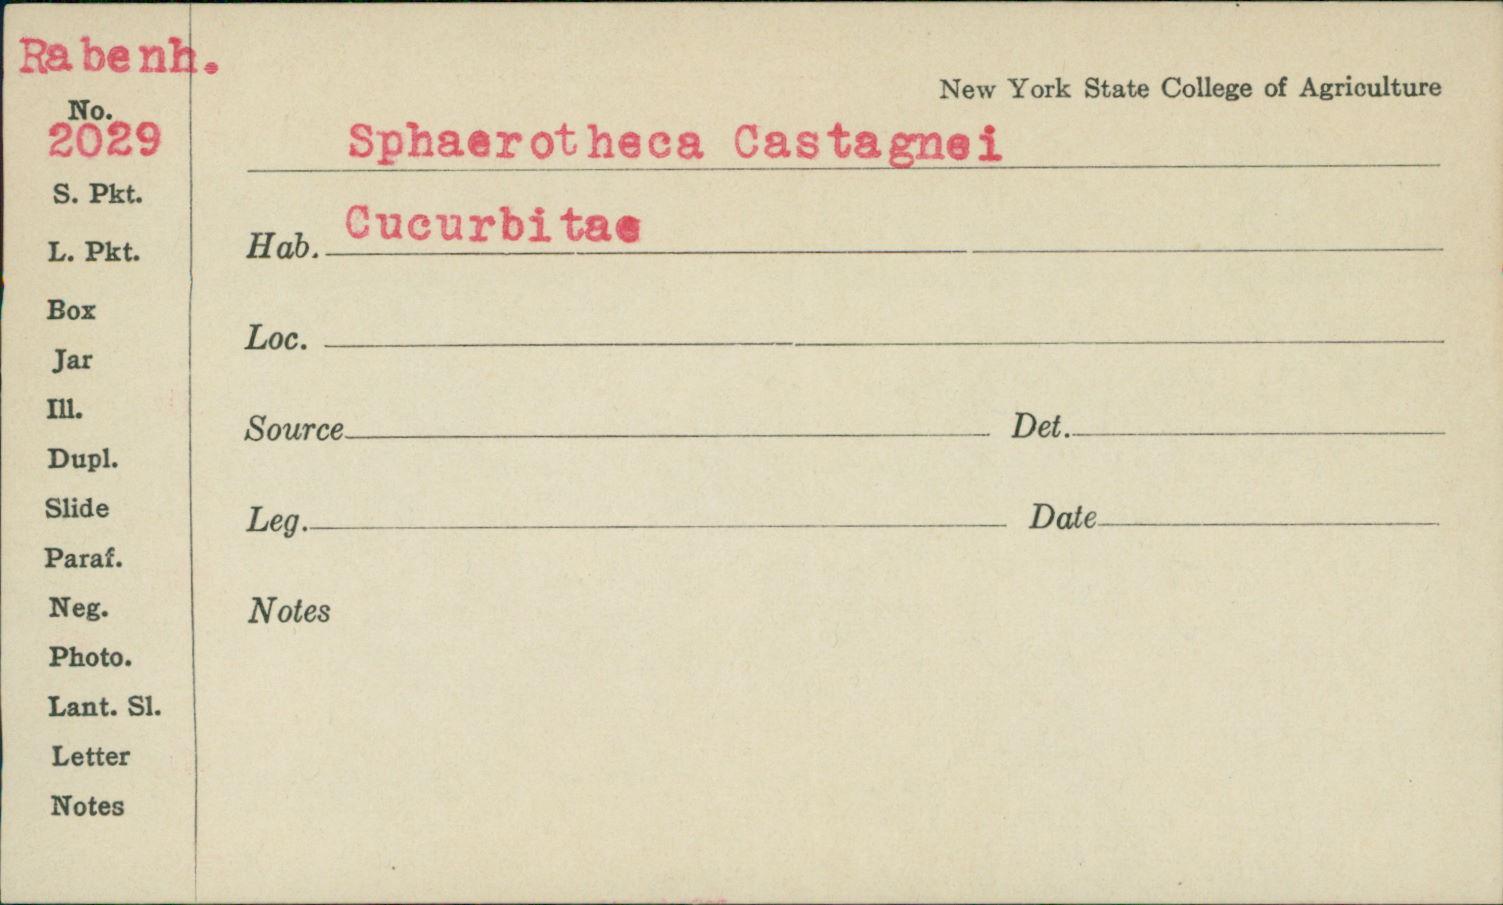 Rabenh.
New York State College of Agriculture
No.
2029
Sphaerotheca Castagnei
S. Pkt.
Hab. Cucurbitae
L. Pkt.
Box
Loc.
Jar
Ill.
Source Det.
Dupl.
Slide
Leg. Date
Paraf.
Neg.
Notes
Photo.
Lant. Sl.
Letter
Notes